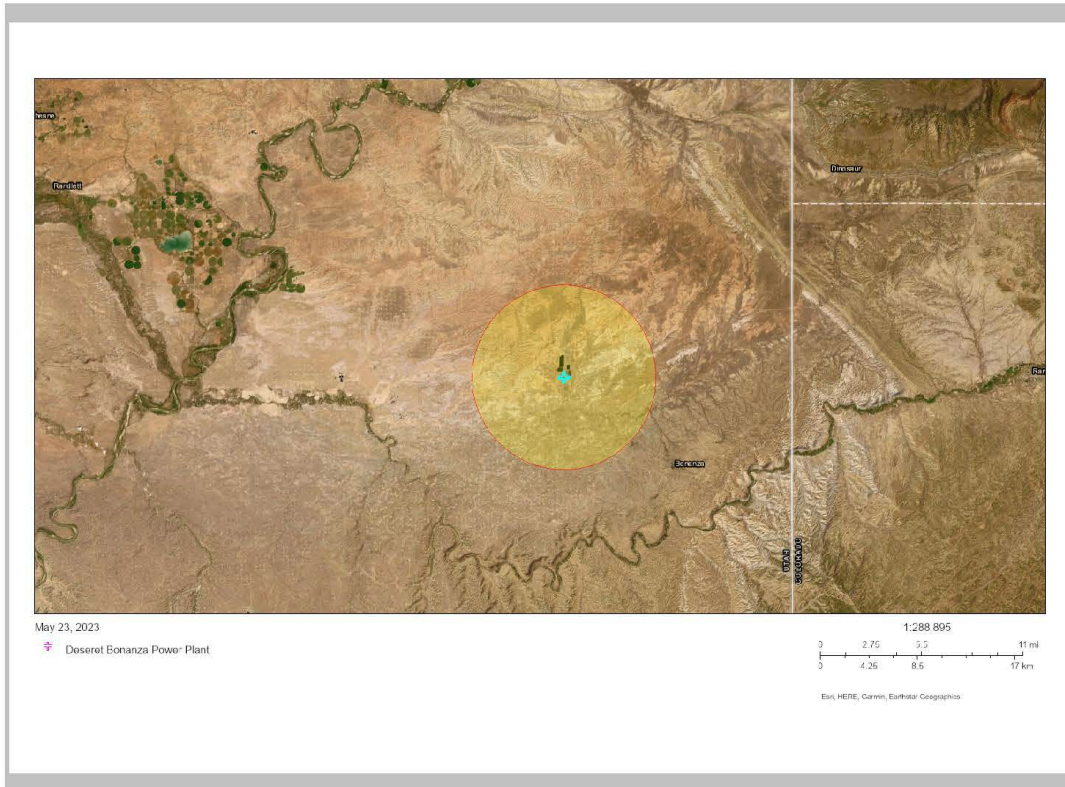 Randlett
Dinosaur
Bonanza
UTAH
COLORADO
May 23, 2023
Deseret Bonanza Power Plant
1:288,895
0 2.75 5.5 11 mi
0 4.25 8.5 17 km
Esri, HERE, Garmin, Earthstar Geographics